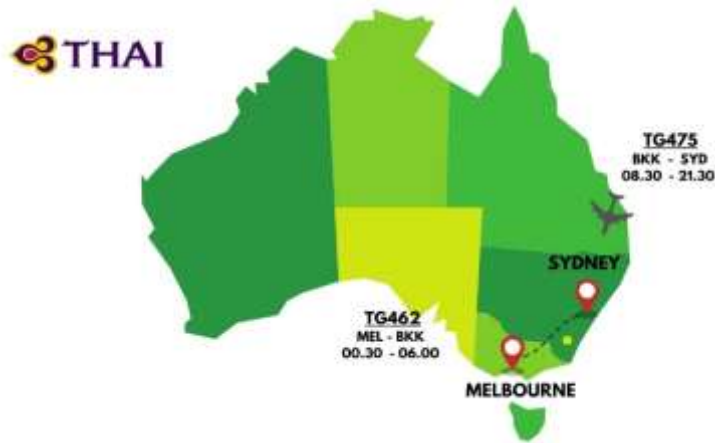 THAI
TG475
BKK - SYD
08.30 - 21.30
SYDNEY
TG462
MEL - BKK
00.30 - 06.00
MELBOURNE